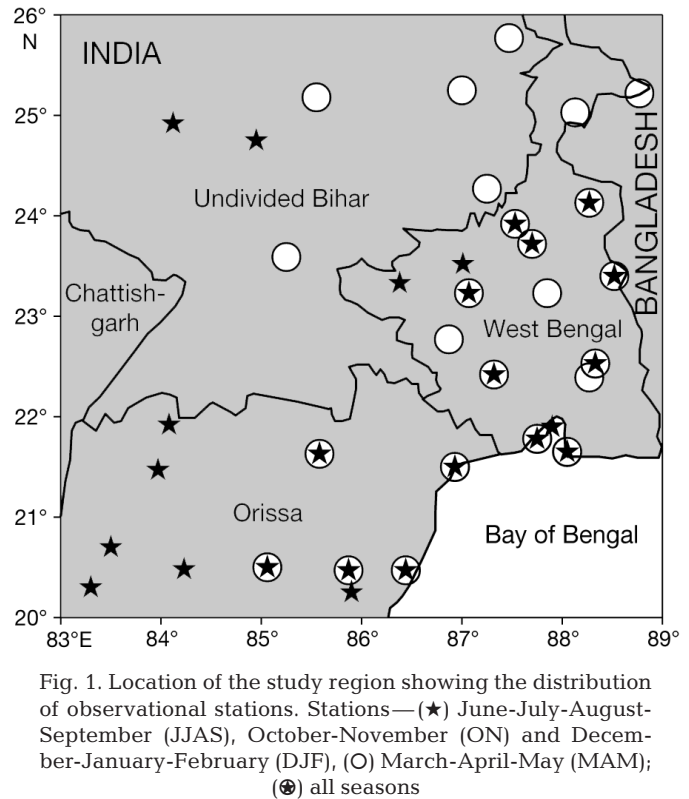 26°
N
INDIA
25°
BANGLADESH
Undivided Bihar
24°
Chattish-
garh
23°
West Bengal
22°
21°
Orissa
Bay of Bengal
20°
83°E 84° 85° 86° 87° 88° 89°
Fig. 1. Location of the study region showing the distribution
of observational stations. Stations—(★) June-July-August-
September (JJAS), October-November (ON) and Decem-
ber-January-February (DJF), (○) March-April-May (MAM);
(⍟) all seasons